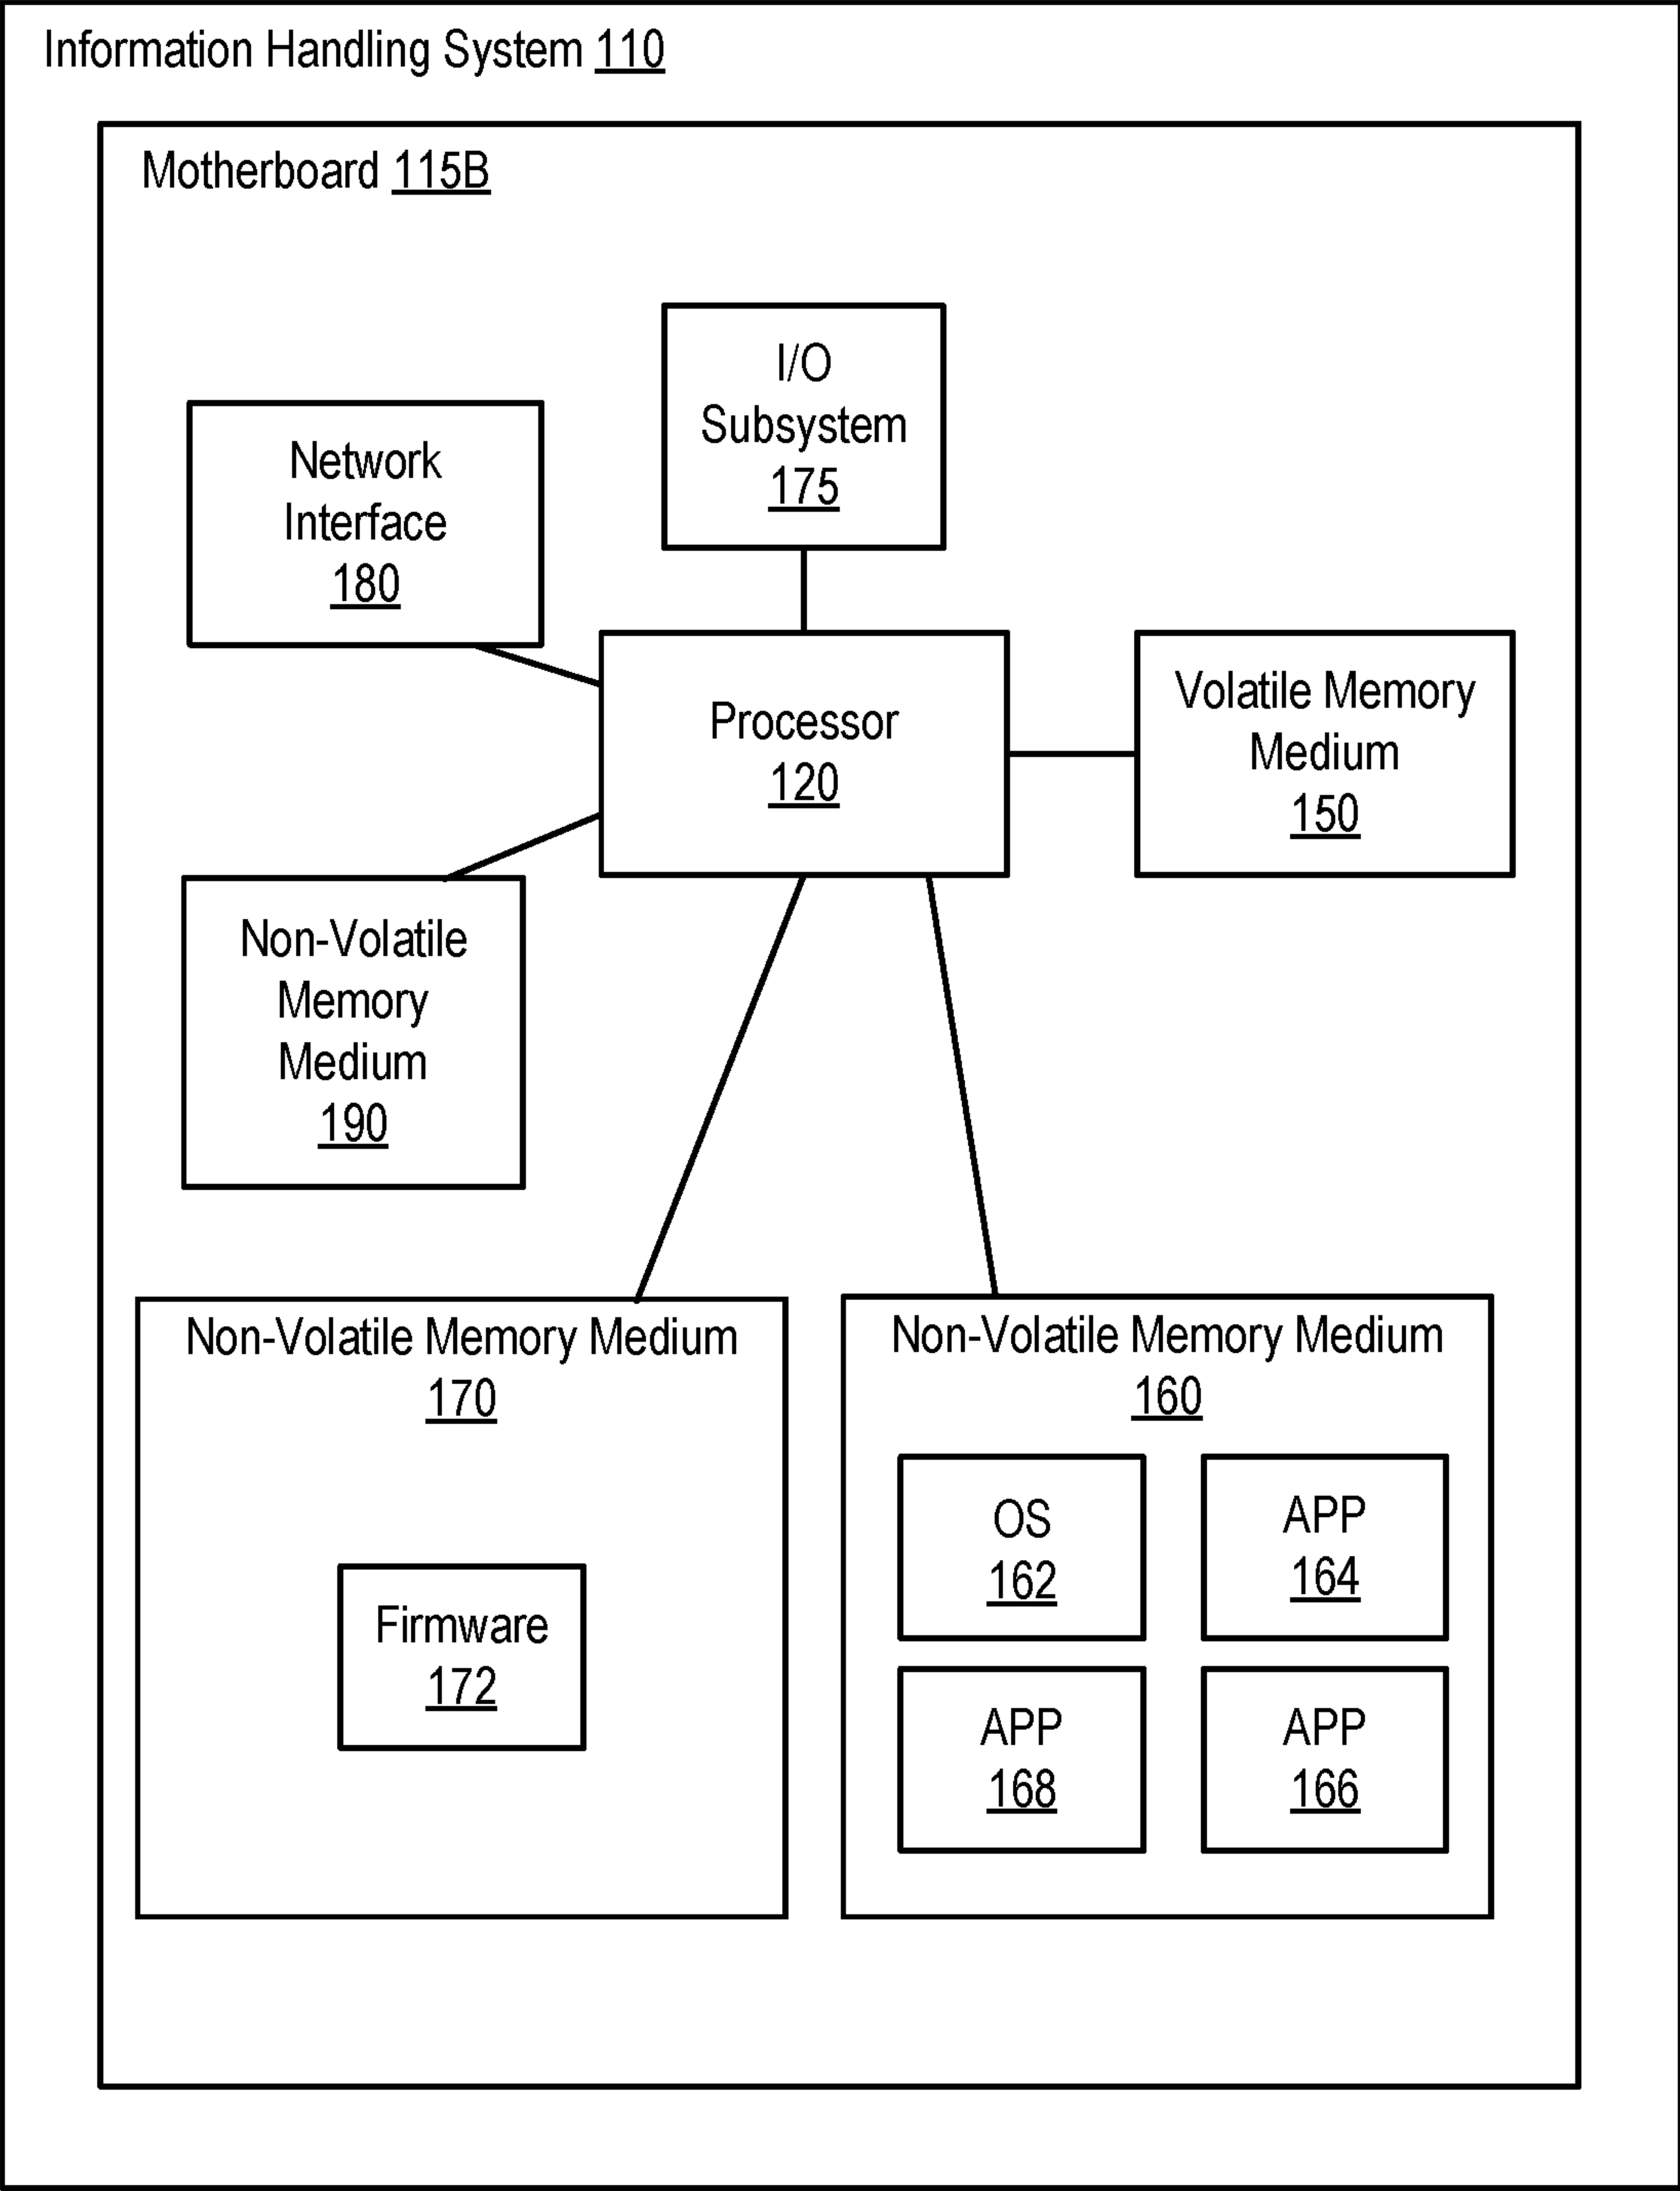 Information Handling System 110
Motherboard 115B
I/O
Subsystem
175
Network
Interface
180
Processor
120
Volatile Memory
Medium
150
Non-Volatile
Memory
Medium
190
Non-Volatile Memory Medium
170
Firmware
172
Non-Volatile Memory Medium
160
OS
162
APP
164
APP
168
APP
166